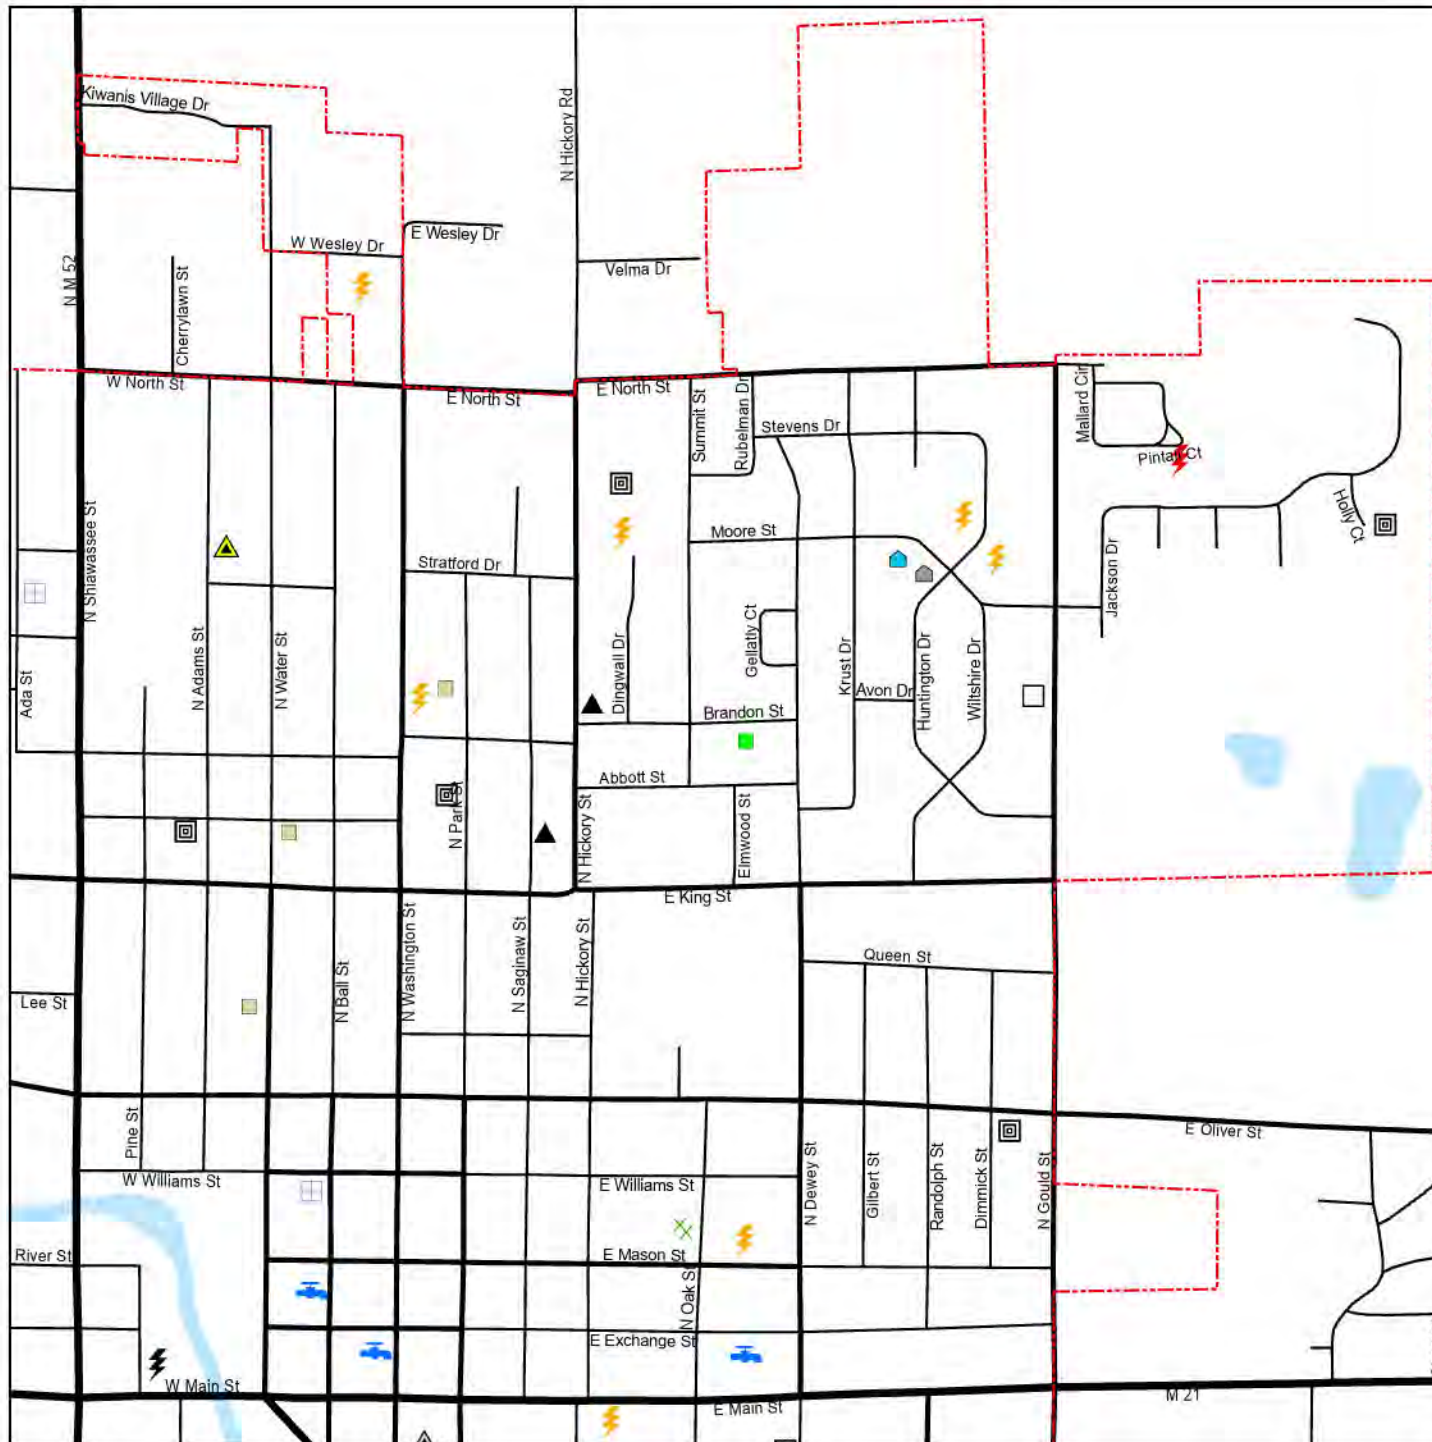 Kiwanis Village Dr
N Hickory Rd
W Wesley Dr
E Wesley Dr
Velma Dr
N M 52
Cherrylawn St
W North St
E North St
E North St
Summit St
Rubelman Dr
Stevens Dr
Mallard Cir
Pintail Ct
Holly Ct
N Shiawassee St
Moore St
Stratford Dr
Jackson Dr
Ada St
N Adams St
N Water St
Dingwall Dr
Gellatly Ct
Krust Dr
Avon Dr
Huntington Dr
Wiltshire Dr
Brandon St
Abbott St
N Park St
N Hickory St
Elmwood St
E King St
Lee St
N Ball St
N Washington St
N Saginaw St
N Hickory St
Queen St
Pine St
W Williams St
E Williams St
N Dewey St
Gilbert St
Randolph St
Dimmick St
N Gould St
E Oliver St
River St
E Mason St
N Oak St
E Exchange St
W Main St
E Main St
M 21